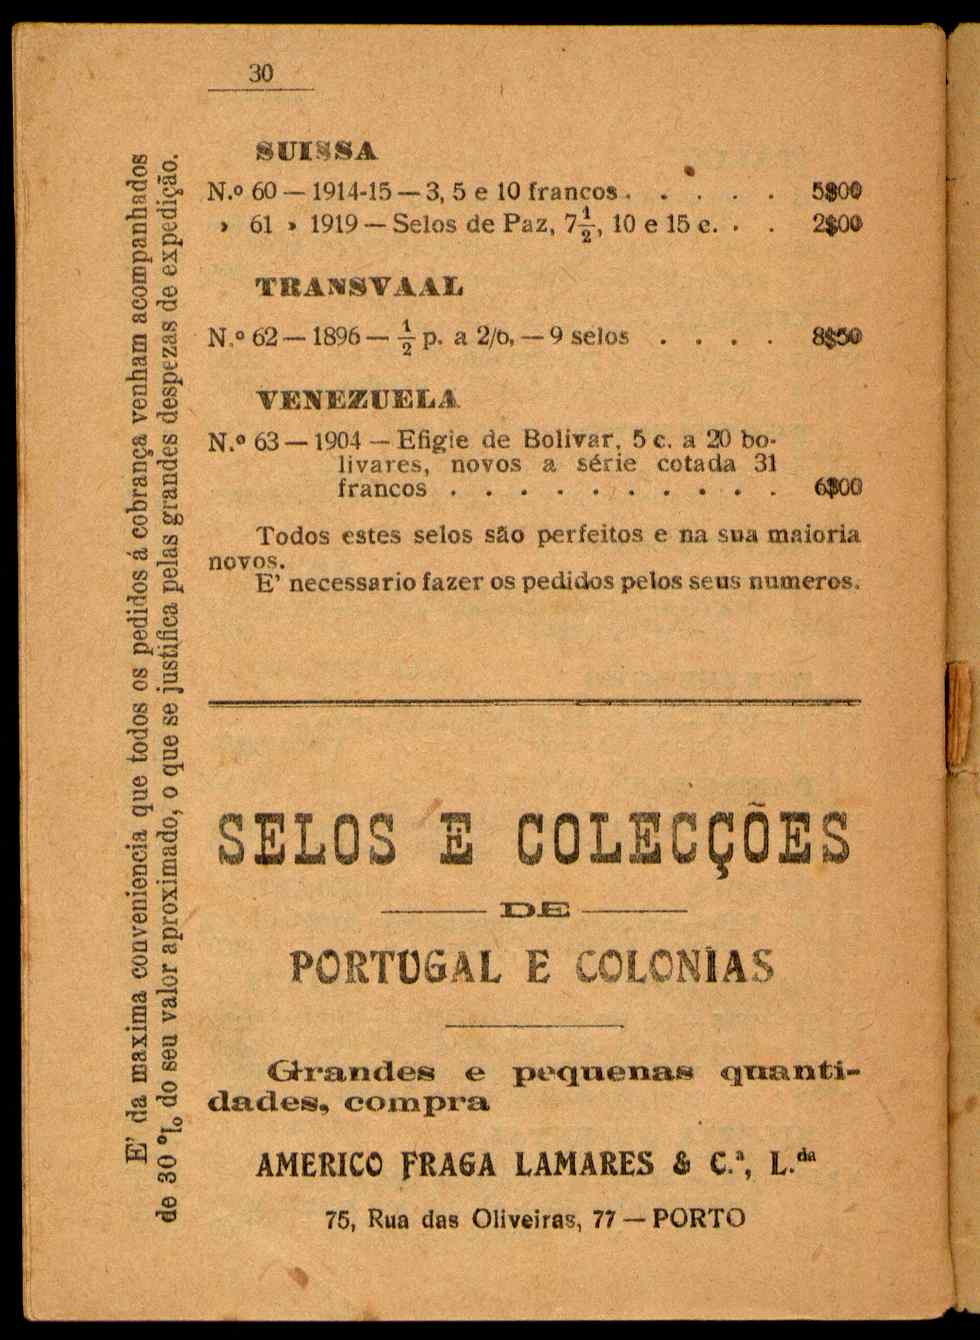 30
SUISSA
N.º 60 — 1914-15 — 3, 5 e 10 francos . . . . . 5$00
» 61 » 1919 — Selos de Paz, 7 1/2, 10 e 15 c. . . 2$00
TRANSVAAL
N.º 62 — 1896 — 1/2 p. a 2/6, — 9 selos . . . . 8$50
VENEZUELA
N.º 63 — 1904 — Efigie de Bolivar, 5 c. a 20 bo-
livares, novos a série cotada 31
francos . . . . . . . . . . 6$00
Todos estes selos são perfeitos e na sua maioria
novos.
E' necessario fazer os pedidos pelos seus numeros.
SELOS E COLECÇÕES
DE
PORTUGAL E COLONIAS
Grandes e pequenas quanti-
dades, compra
AMERICO FRAGA LAMARES & C.ª, L.da
75, Rua das Oliveiras, 77 — PORTO
E' da maxima conveniencia que todos os pedidos á cobrança venham acompanhados
de 30 º/o do seu valor aproximado, o que se justifica pelas grandes despezas de expedição.